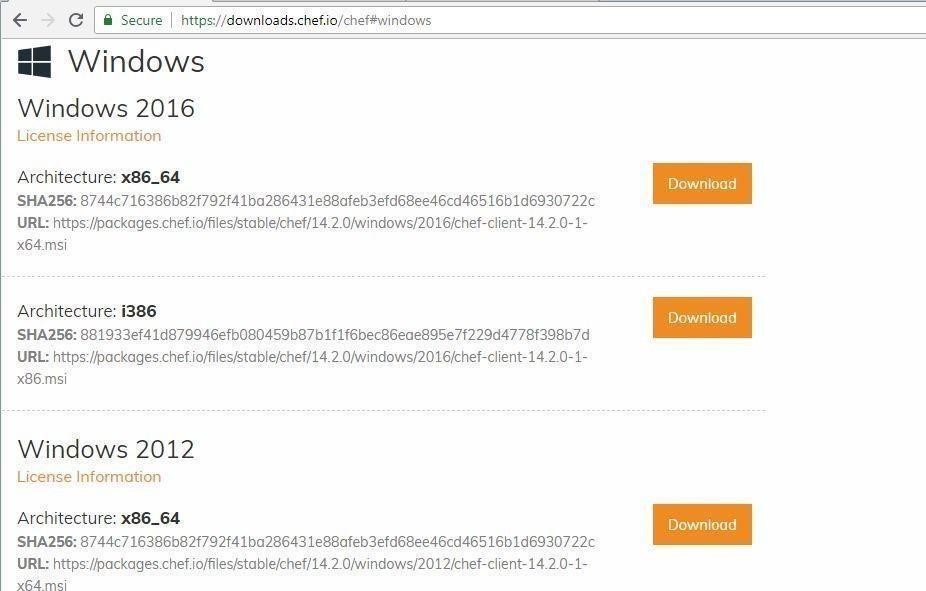 Secure | https://downloads.chef.io/chef#windows
Windows
Windows 2016
License Information
Architecture: x86_64
Download
SHA256: 8744c716386b82f792f41ba286431e88afeb3efd68ee46cd46516b1d6930722c
URL: https://packages.chef.io/files/stable/chef/14.2.0/windows/2016/chef-client-14.2.0-1-
x64.msi
Architecture: i386
Download
SHA256: 881933ef41d879946efb080459b87b1f1f6bec86eae895e7f229d4778f398b7d
URL: https://packages.chef.io/files/stable/chef/14.2.0/windows/2016/chef-client-14.2.0-1-
x86.msi
Windows 2012
License Information
Architecture: x86_64
Download
SHA256: 8744c716386b82f792f41ba286431e88afeb3efd68ee46cd46516b1d6930722c
URL: https://packages.chef.io/files/stable/chef/14.2.0/windows/2012/chef-client-14.2.0-1-
x64.msi